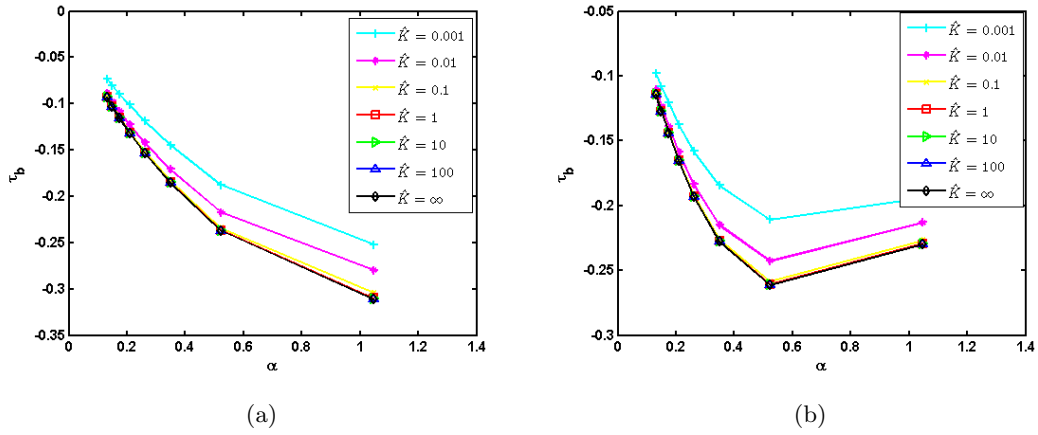 0
-0.05
-0.1
-0.15
-0.2
-0.25
-0.3
-0.35
τb
0 0.2 0.4 0.6 0.8 1 1.2 1.4
α
K̂ = 0.001
K̂ = 0.01
K̂ = 0.1
K̂ = 1
K̂ = 10
K̂ = 100
K̂ = ∞
(a)
-0.05
-0.1
-0.15
-0.2
-0.25
-0.3
τb
0 0.2 0.4 0.6 0.8 1 1.2 1.4
α
K̂ = 0.001
K̂ = 0.01
K̂ = 0.1
K̂ = 1
K̂ = 10
K̂ = 100
K̂ = ∞
(b)